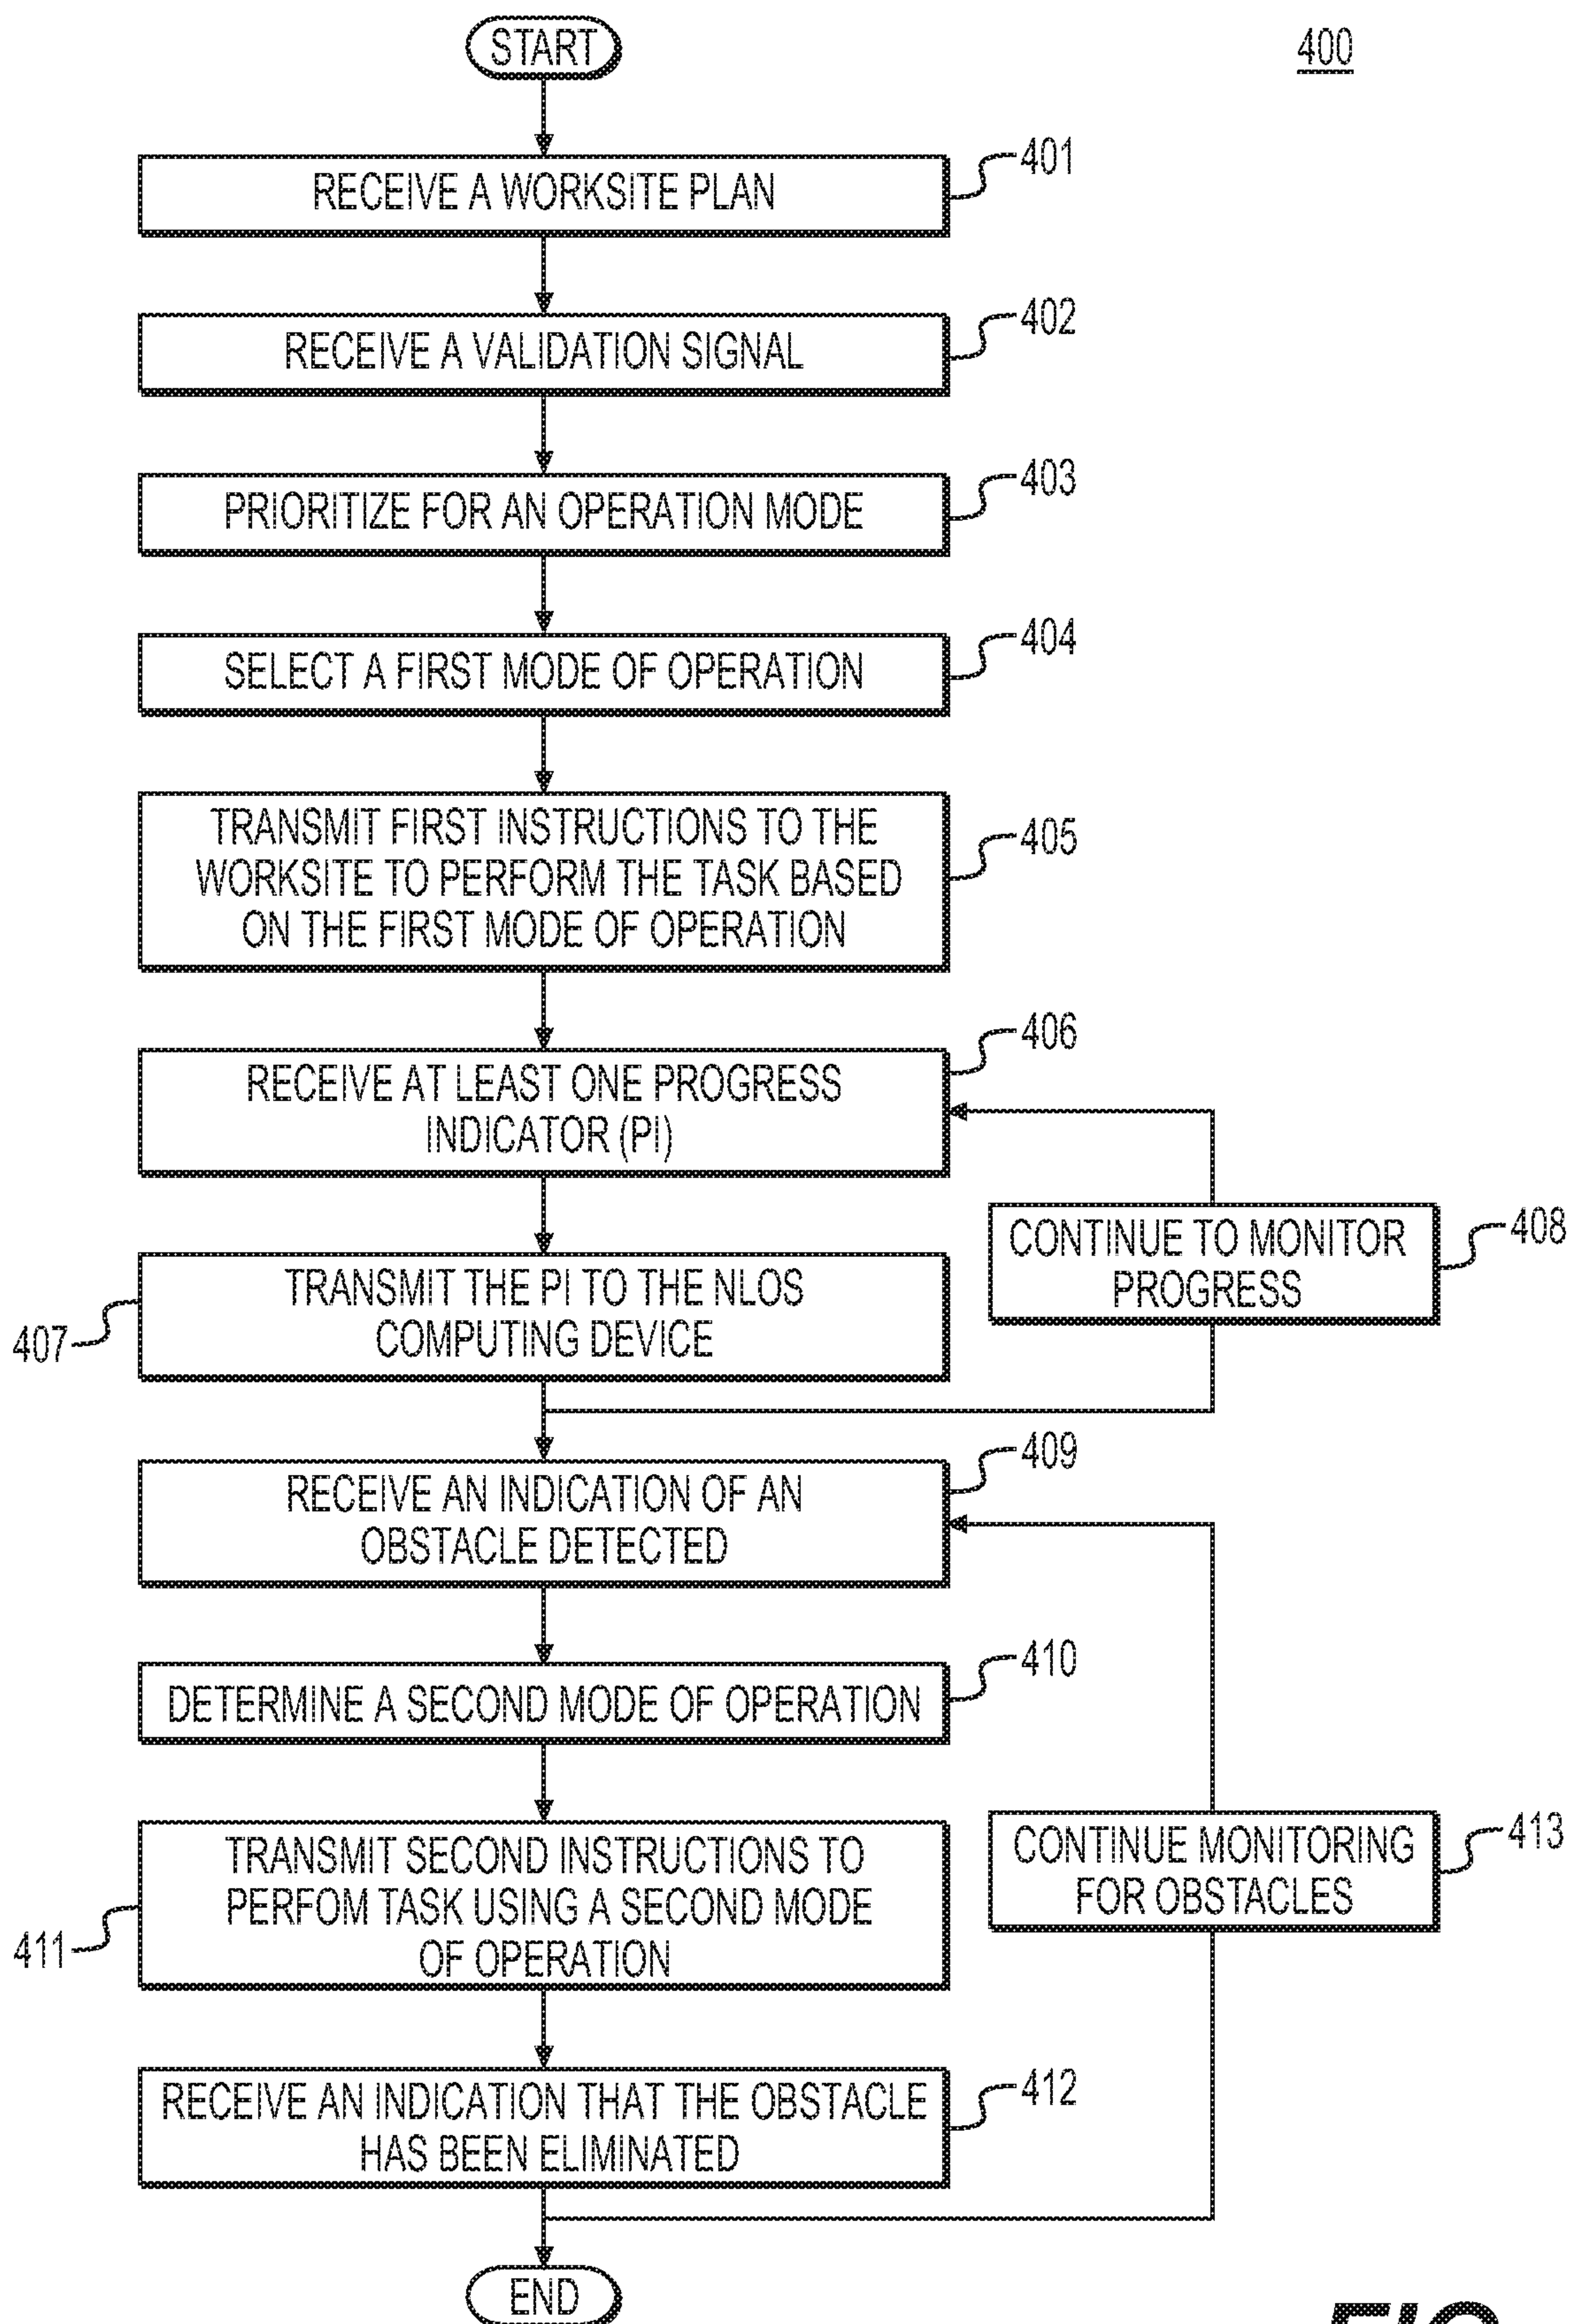 START
400
RECEIVE A WORKSITE PLAN
401
RECEIVE A VALIDATION SIGNAL
402
PRIORITIZE FOR AN OPERATION MODE
403
SELECT A FIRST MODE OF OPERATION
404
TRANSMIT FIRST INSTRUCTIONS TO THE
WORKSITE TO PERFORM THE TASK BASED
ON THE FIRST MODE OF OPERATION
405
RECEIVE AT LEAST ONE PROGRESS
INDICATOR (PI)
406
TRANSMIT THE PI TO THE NLOS
COMPUTING DEVICE
407
CONTINUE TO MONITOR
PROGRESS
408
RECEIVE AN INDICATION OF AN
OBSTACLE DETECTED
409
DETERMINE A SECOND MODE OF OPERATION
410
TRANSMIT SECOND INSTRUCTIONS TO
PERFOM TASK USING A SECOND MODE
OF OPERATION
411
CONTINUE MONITORING
FOR OBSTACLES
413
RECEIVE AN INDICATION THAT THE OBSTACLE
HAS BEEN ELIMINATED
412
END